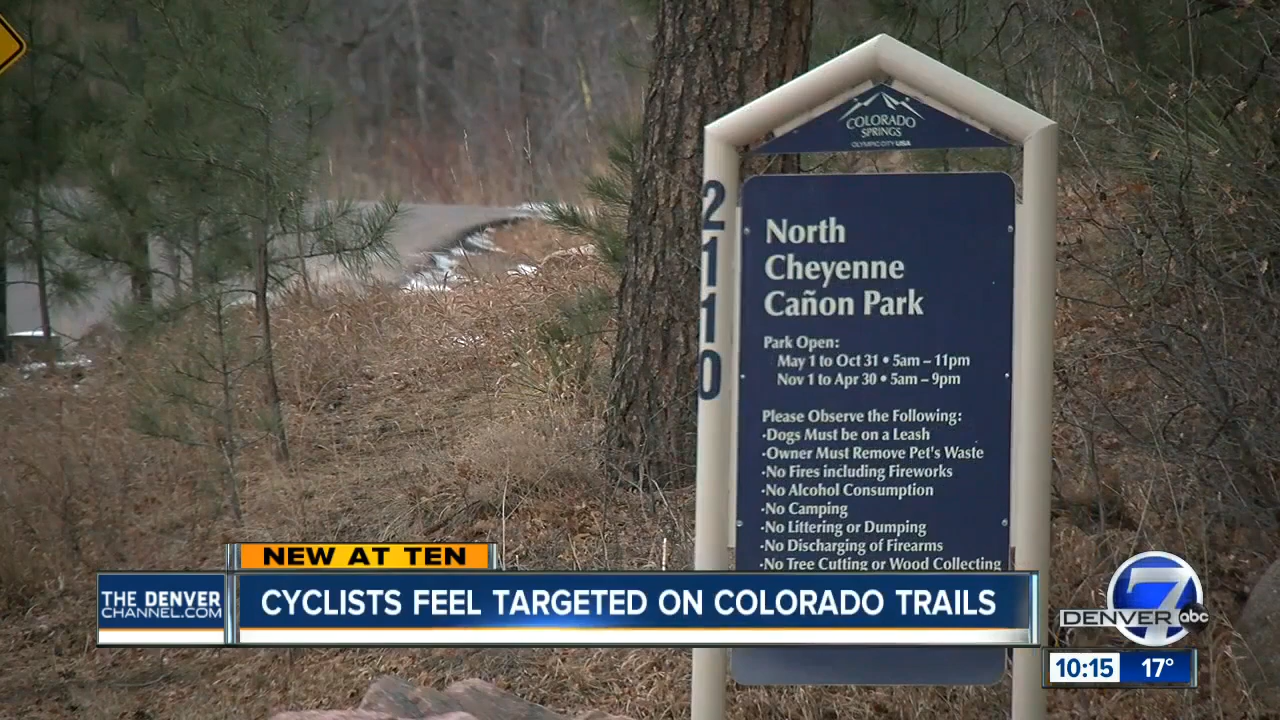 COLORADO
SPRINGS
OLYMPIC CITY USA
2110
North
Cheyenne
Cañon Park
Park Open:
May 1 to Oct 31 • 5am – 11pm
Nov 1 to Apr 30 • 5am – 9pm
Please Observe the Following:
•Dogs Must be on a Leash
•Owner Must Remove Pet's Waste
•No Fires including Fireworks
•No Alcohol Consumption
•No Camping
•No Littering or Dumping
•No Discharging of Firearms
•No Tree Cutting or Wood Collecting
NEW AT TEN
THE DENVER
CHANNEL.COM
CYCLISTS FEEL TARGETED ON COLORADO TRAILS
DENVER 7 abc
10:15 17°